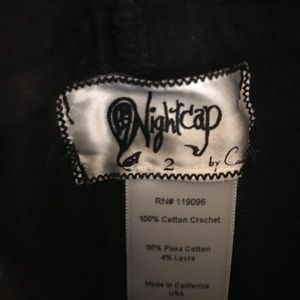 Nightcap
2
by
RN# 119096
100% Cotton Crochet
96% Pima Cotton
4% Lycra
Made in California
USA